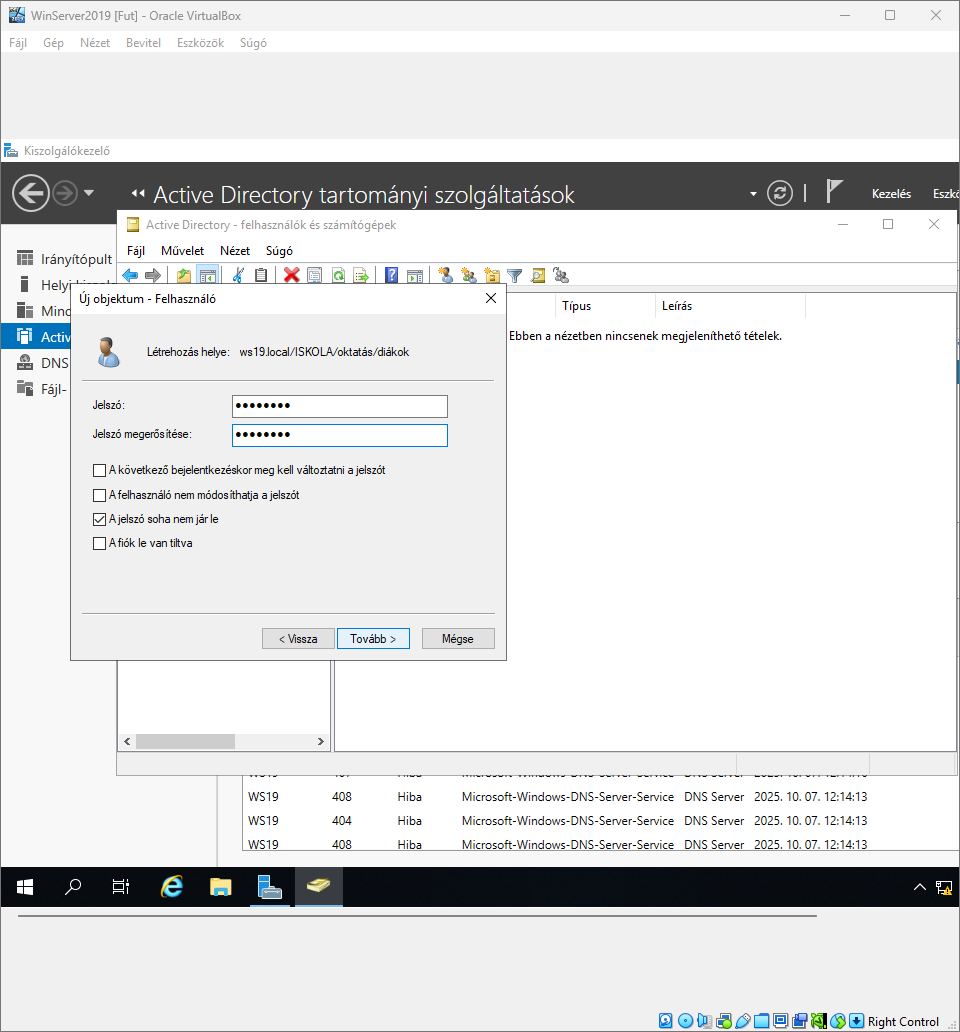 WinServer2019 [Fut] - Oracle VirtualBox
Fájl Gép Nézet Bevitel Eszközök Súgó
Kiszolgálókezelő
Active Directory tartományi szolgáltatások
Kezelés
Active Directory - felhasználók és számítógépek
Fájl Művelet Nézet Súgó
Irányítópult
Új objektum - Felhasználó
Típus Leírás
Ebben a nézetben nincsenek megjeleníthető tételek.
DNS
Fájl-
Létrehozás helye: ws19.local/ISKOLA/oktatás/diákok
Jelszó: ••••••••
Jelszó megerősítése: ••••••••
A következő bejelentkezéskor meg kell változtatni a jelszót
A felhasználó nem módosíthatja a jelszót
A jelszó soha nem jár le
A fiók le van tiltva
< Vissza Tovább > Mégse
WS19 408 Hiba Microsoft-Windows-DNS-Server-Service DNS Server 2025. 10. 07. 12:14:13
WS19 404 Hiba Microsoft-Windows-DNS-Server-Service DNS Server 2025. 10. 07. 12:14:13
WS19 408 Hiba Microsoft-Windows-DNS-Server-Service DNS Server 2025. 10. 07. 12:14:13
Right Control